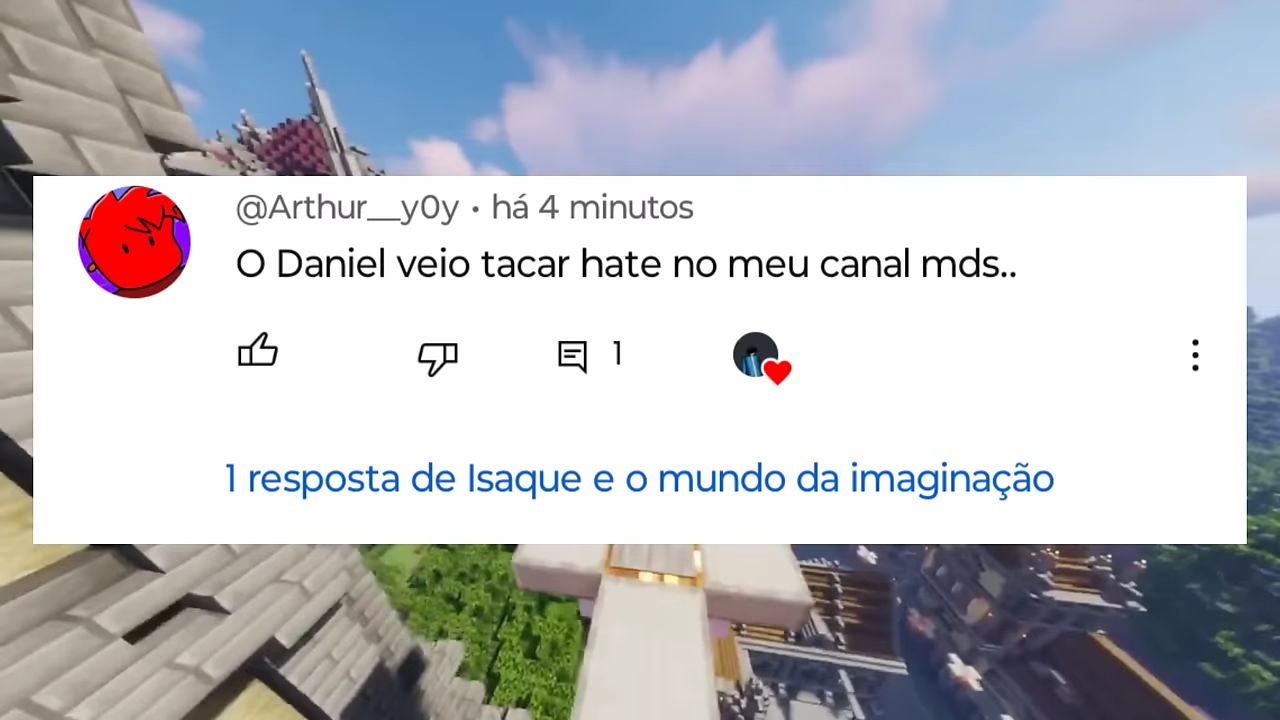 @Arthur__y0y • há 4 minutos
O Daniel veio tacar hate no meu canal mds..
1
1 resposta de Isaque e o mundo da imaginação